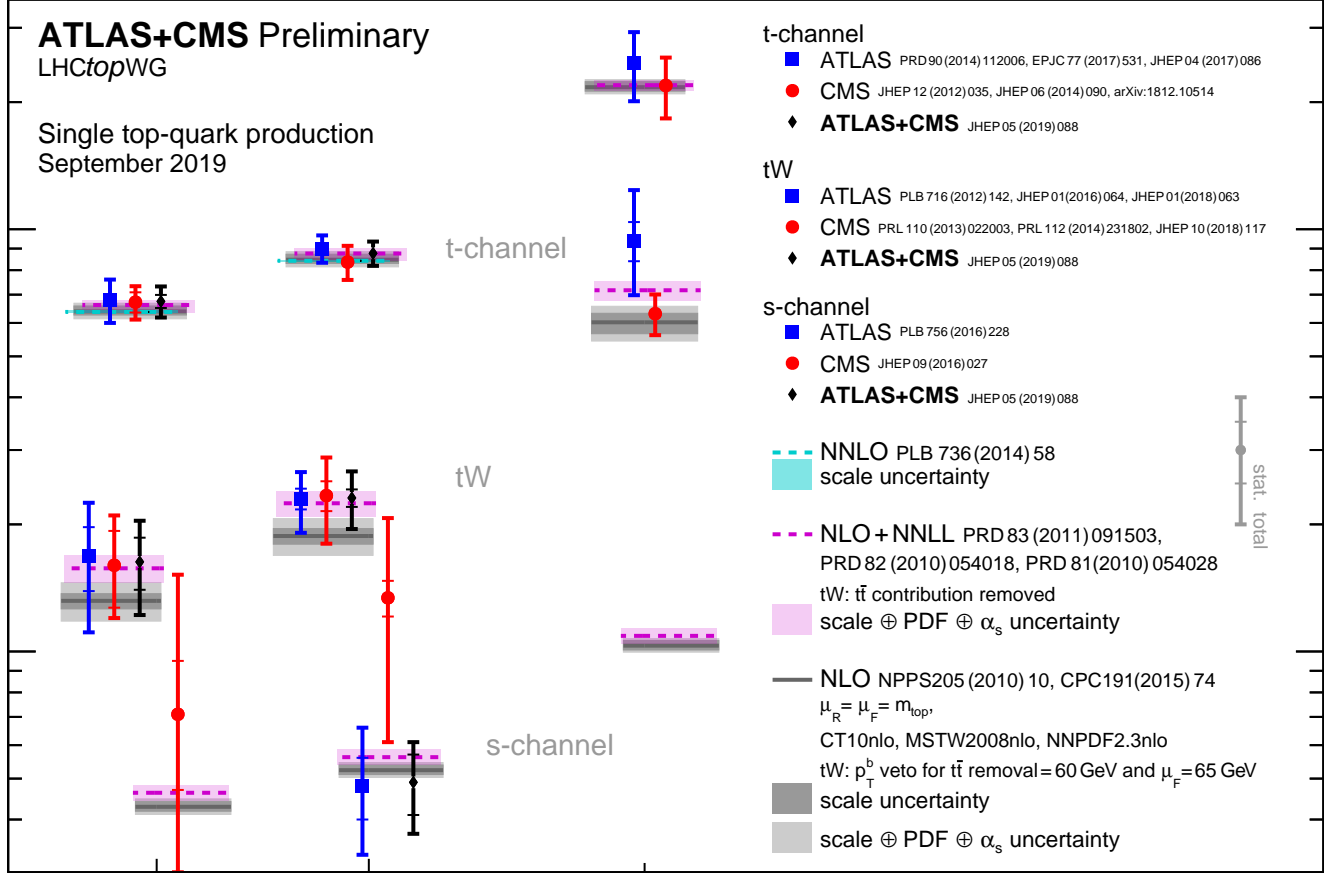 ATLAS+CMS Preliminary
LHCtopWG
Single top-quark production
September 2019
t-channel
tW
s-channel
t-channel
ATLAS PRD 90 (2014) 112006, EPJC 77 (2017) 531, JHEP 04 (2017) 086
CMS JHEP 12 (2012) 035, JHEP 06 (2014) 090, arXiv:1812.10514
ATLAS+CMS JHEP 05 (2019) 088
tW
ATLAS PLB 716 (2012) 142, JHEP 01 (2016) 064, JHEP 01 (2018) 063
CMS PRL 110 (2013) 022003, PRL 112 (2014) 231802, JHEP 10 (2018) 117
ATLAS+CMS JHEP 05 (2019) 088
s-channel
ATLAS PLB 756 (2016) 228
CMS JHEP 09 (2016) 027
ATLAS+CMS JHEP 05 (2019) 088
NNLO PLB 736 (2014) 58
scale uncertainty
NLO + NNLL PRD 83 (2011) 091503,
PRD 82 (2010) 054018, PRD 81 (2010) 054028
tW: tt̄ contribution removed
scale ⊕ PDF ⊕ αs uncertainty
NLO NPPS205 (2010) 10, CPC191 (2015) 74
μR = μF = mtop,
CT10nlo, MSTW2008nlo, NNPDF2.3nlo
tW: pTb veto for tt̄ removal = 60 GeV and μF = 65 GeV
scale uncertainty
scale ⊕ PDF ⊕ αs uncertainty
stat. total